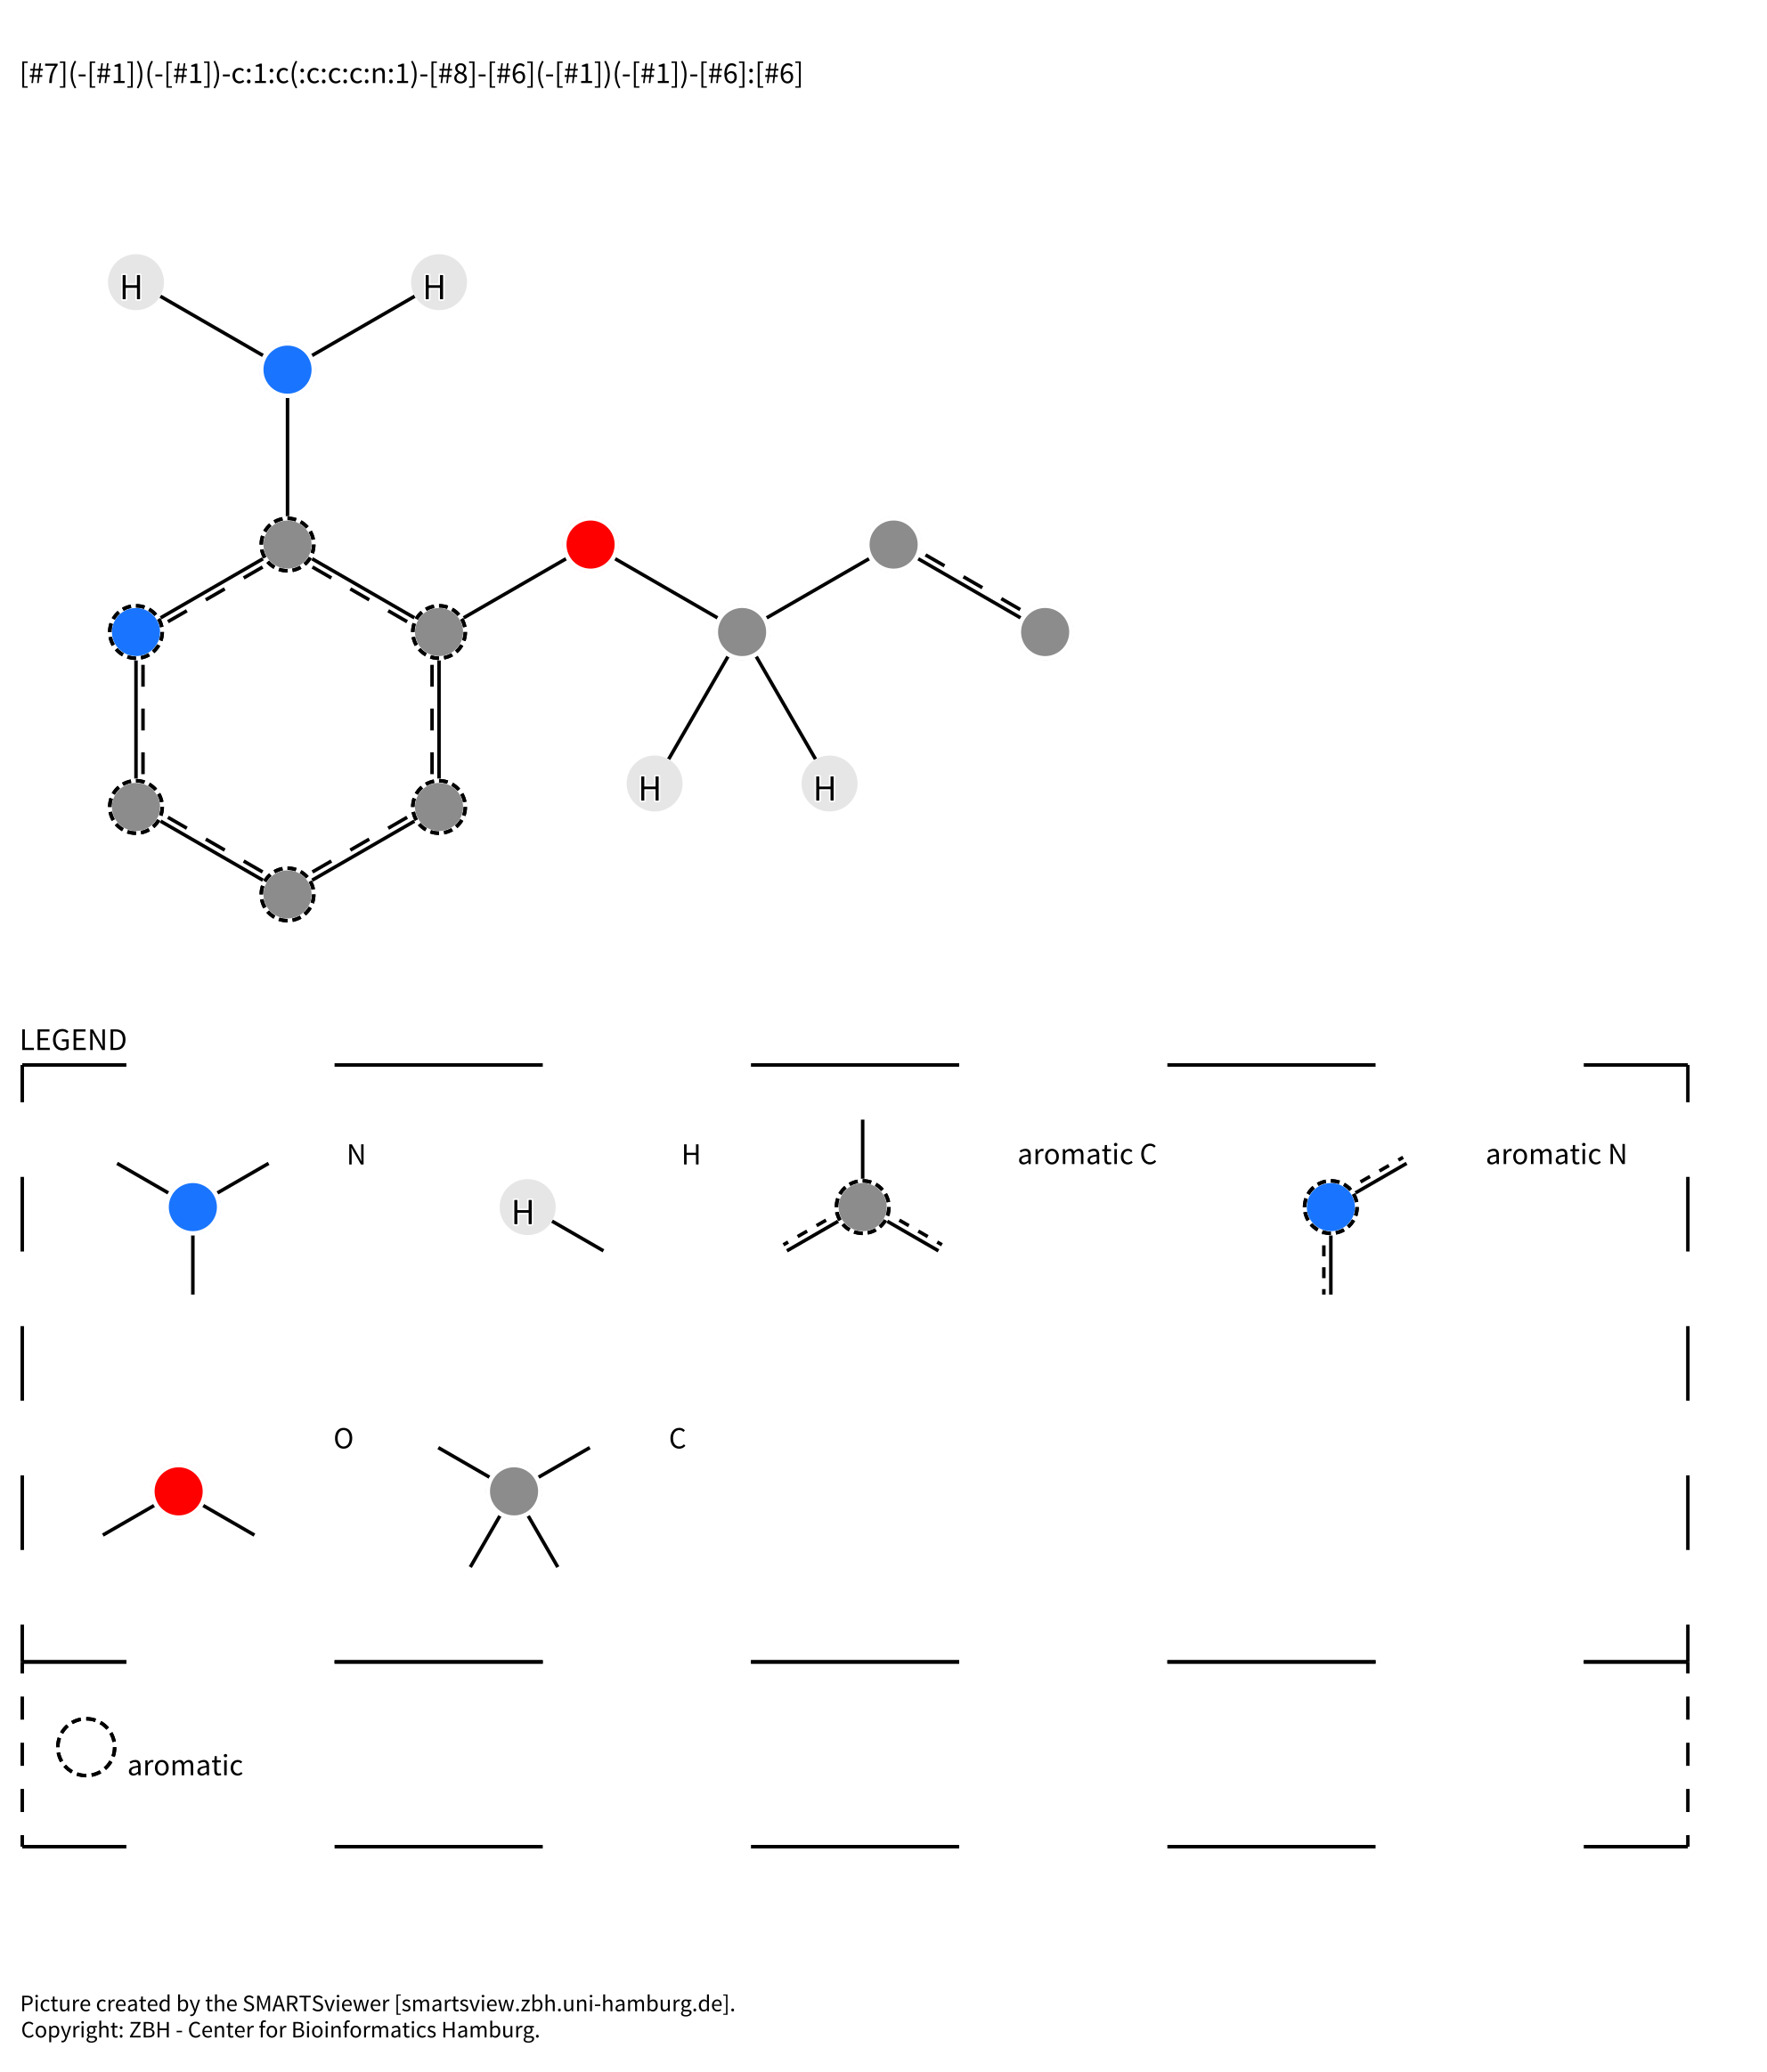 [#7](-[#1])(-[#1])-c:1:c(:c:c:c:n:1)-[#8]-[#6](-[#1])(-[#1])-[#6]:[#6]
H H
H H
LEGEND
N H aromatic C aromatic N
H
O C
aromatic
Picture created by the SMARTSviewer [smartsview.zbh.uni-hamburg.de].
Copyright: ZBH - Center for Bioinformatics Hamburg.